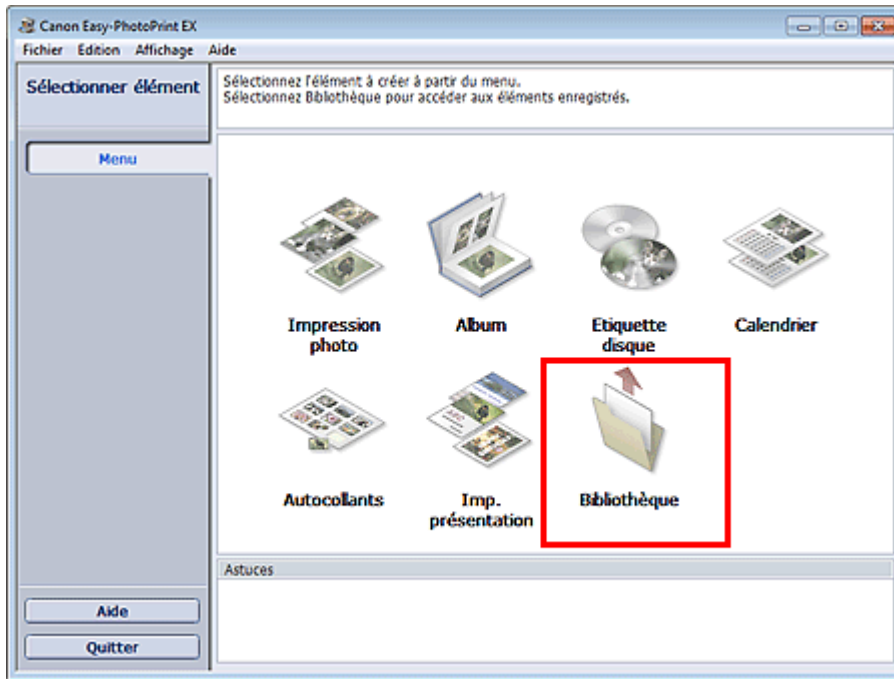 Canon Easy-PhotoPrint EX
Fichier Edition Affichage Aide
Sélectionner élément
Sélectionnez l'élément à créer à partir du menu.
Sélectionnez Bibliothèque pour accéder aux éléments enregistrés.
Menu
Impression
photo
Album
Etiquette
disque
Calendrier
Autocollants
Imp.
présentation
Bibliothèque
Astuces
Aide
Quitter